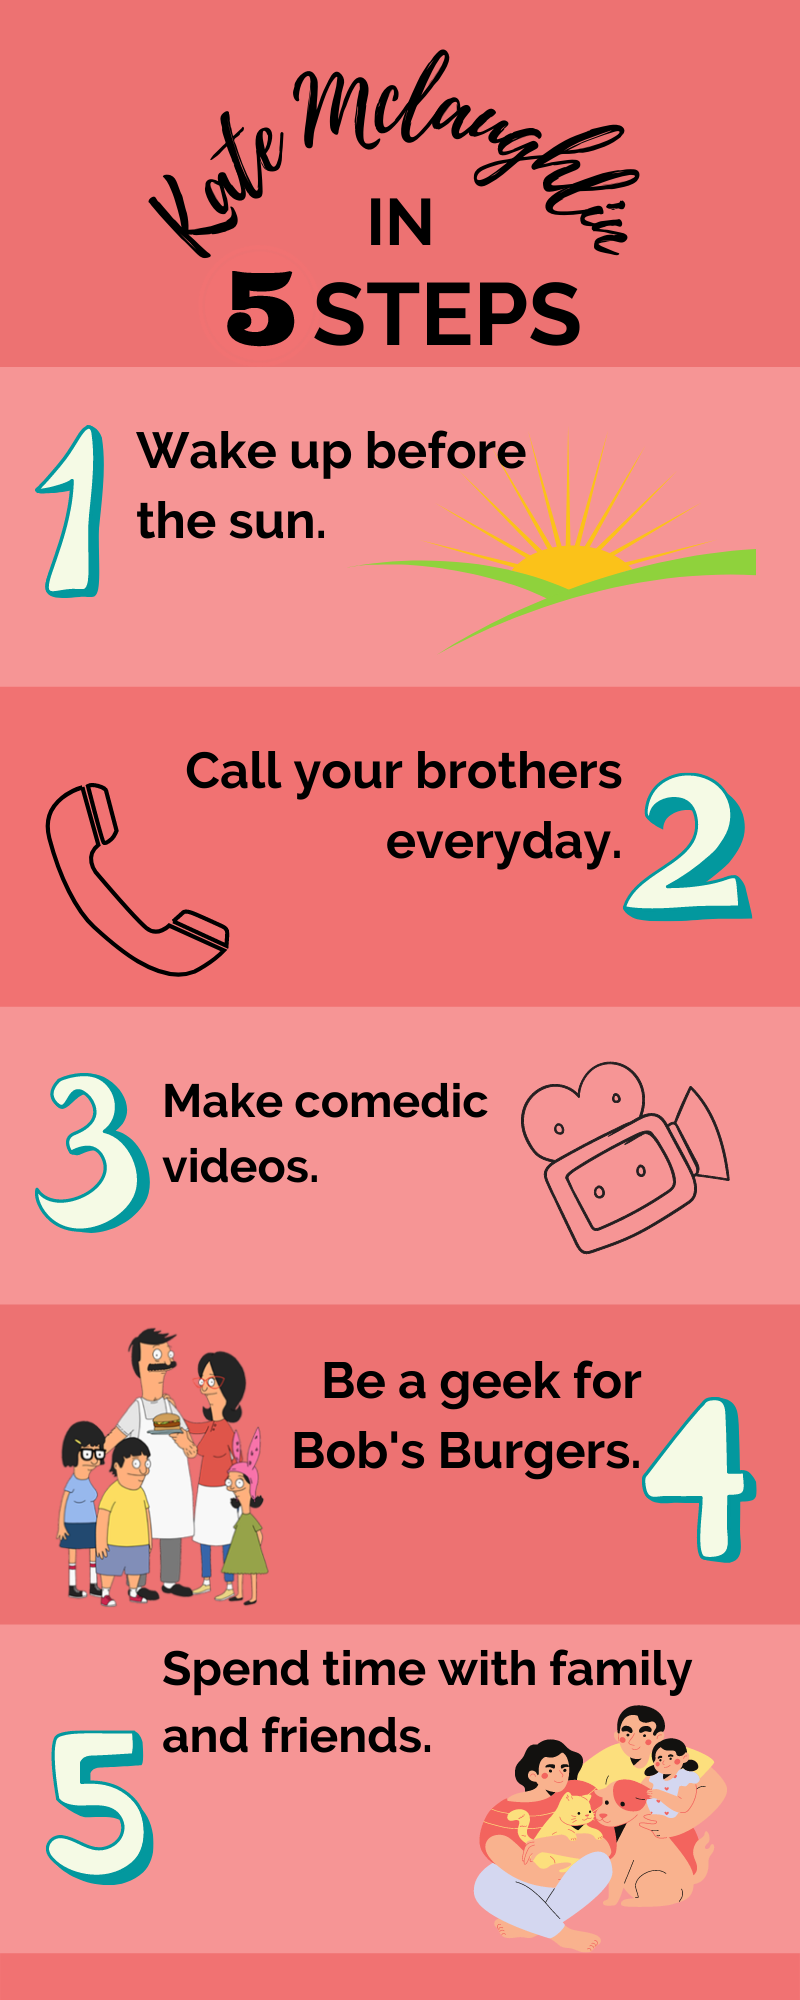 Kate Mclaughlin
IN
5 STEPS
1
Wake up before
the sun.
Call your brothers
everyday.
2
3
Make comedic
videos.
Be a geek for
Bob's Burgers.
4
Spend time with family
and friends.
5